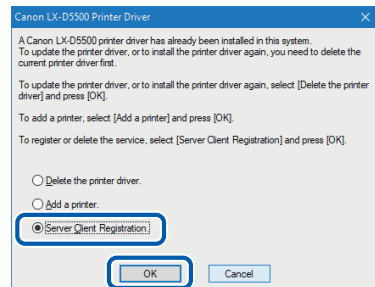 Canon LX-D5500 Printer Driver
A Canon LX-D5500 printer driver has already been installed in this system.
To update the printer driver, or to install the printer driver again, you need to delete the
current printer driver first.
To update the printer driver, or to install the printer driver again, select [Delete the printer
driver] and press [OK].
To add a printer, select [Add a printer] and press [OK].
To register or delete the service, select [Server Client Registration] and press [OK].
Delete the printer driver.
Add a printer.
Server Client Registration.
OK Cancel